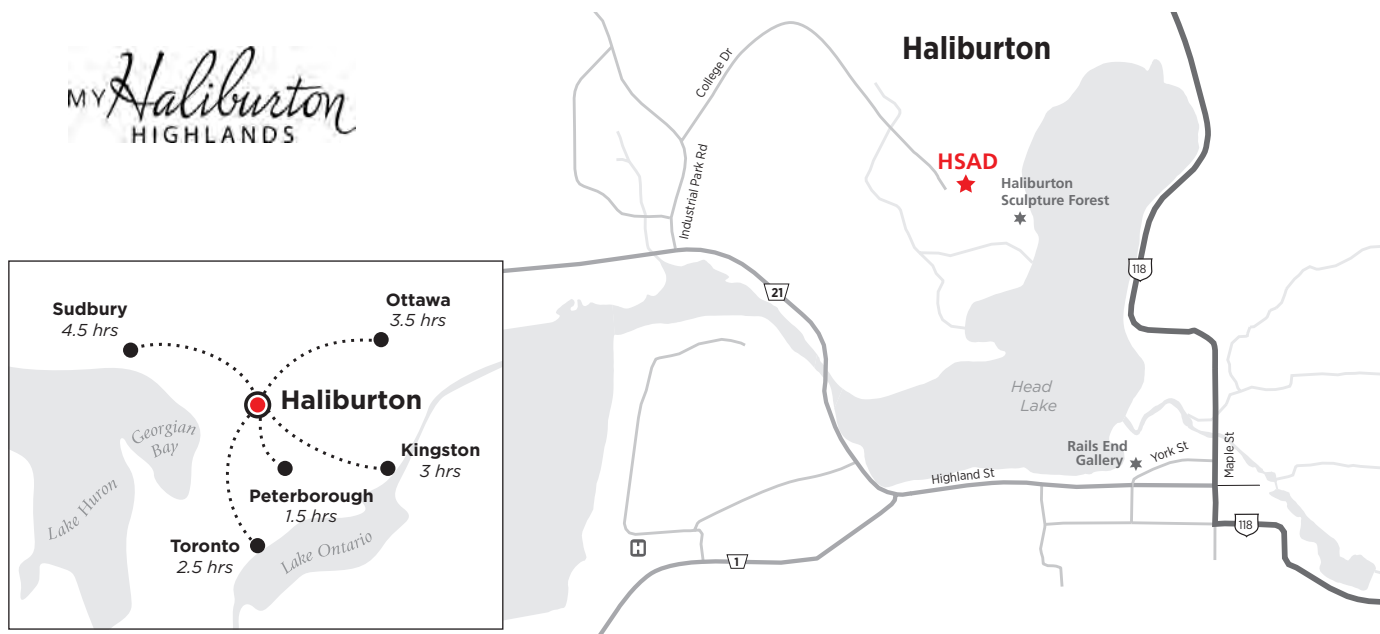 MY Haliburton
HIGHLANDS
Haliburton
College Dr
Industrial Park Rd
HSAD
Haliburton
Sculpture Forest
118
21
Head
Lake
Rails End
Gallery
York St
Maple St
Highland St
118
1
H
Sudbury
4.5 hrs
Ottawa
3.5 hrs
Haliburton
Georgian
Bay
Kingston
3 hrs
Peterborough
1.5 hrs
Lake Huron
Toronto
2.5 hrs
Lake Ontario